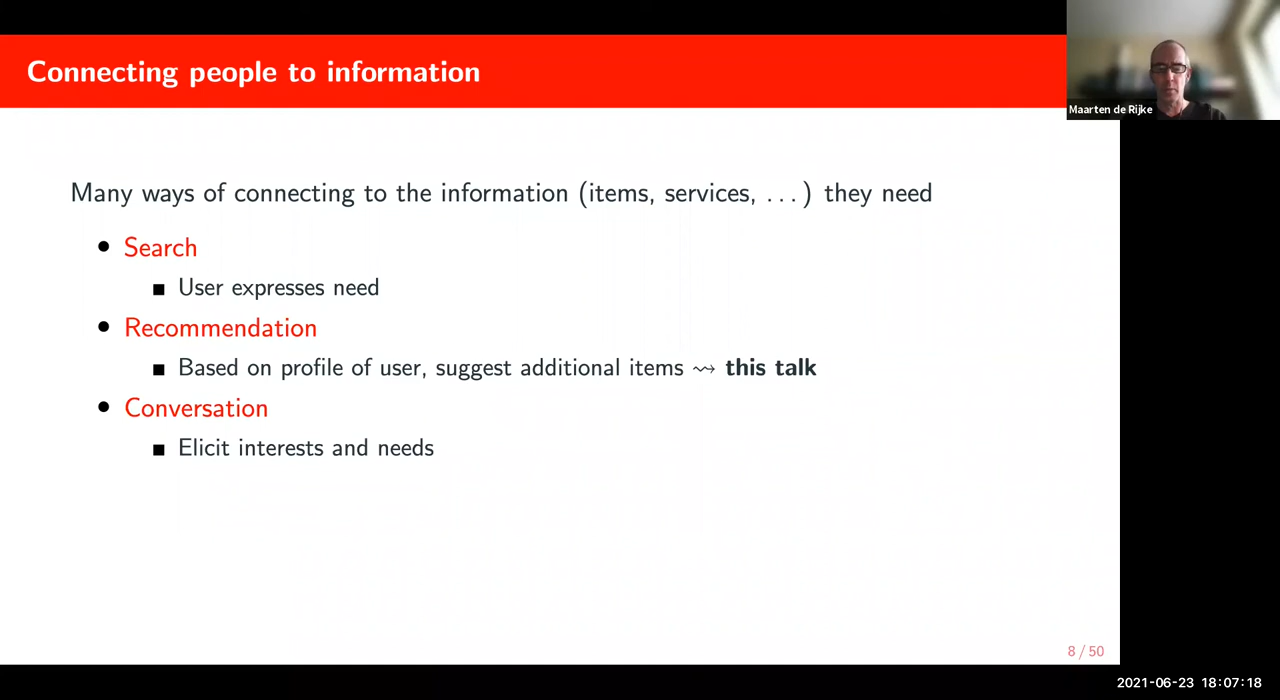 Connecting people to information
Maarten de Rijke
Many ways of connecting to the information (items, services, . . . ) they need
• Search
■ User expresses need
• Recommendation
■ Based on profile of user, suggest additional items ⇝ this talk
• Conversation
■ Elicit interests and needs
8 / 50
2021-06-23 18:07:18